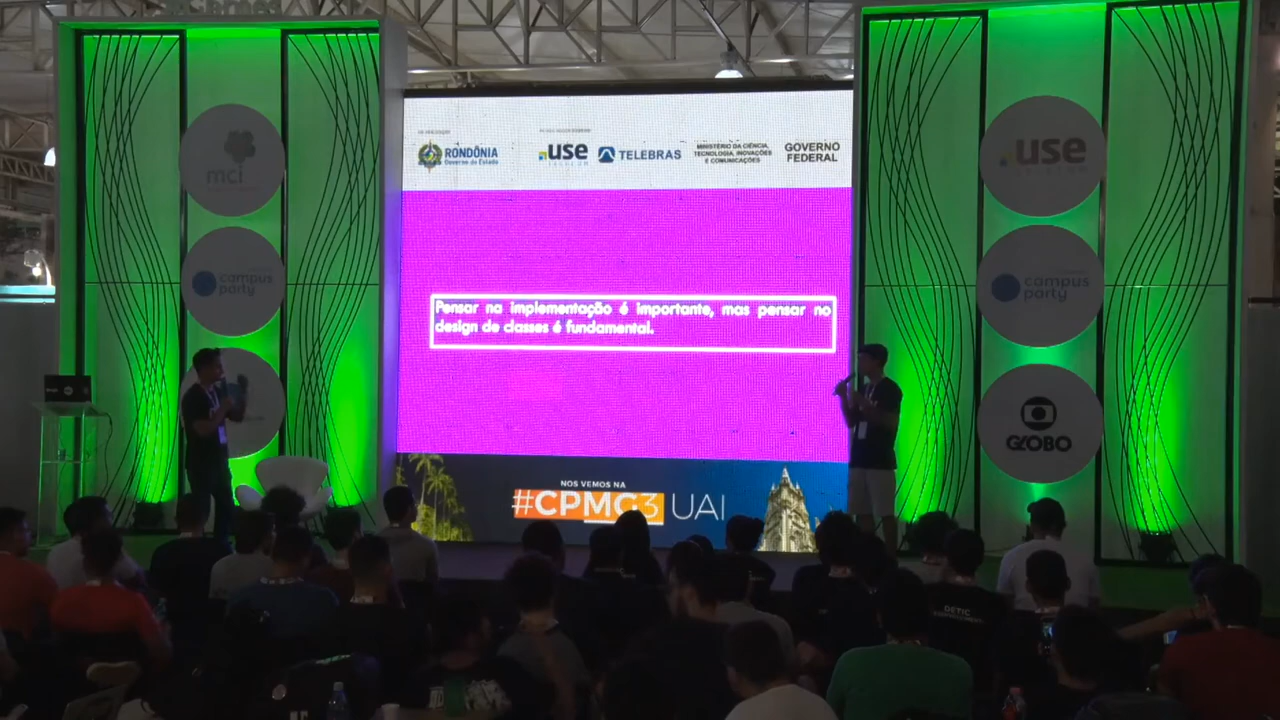 RONDÔNIA
Governo do Estado
USE
TELEBRAS
MINISTÉRIO DA CIÊNCIA,
TECNOLOGIA, INOVAÇÕES
E COMUNICAÇÕES
GOVERNO
FEDERAL
Pensar na implementação é importante, mas pensar no
design de classes é fundamental.
NOS VEMOS NA
#CPMG3 UAI
mci
campus
party
USE
campus
party
GLOBO
DETIC